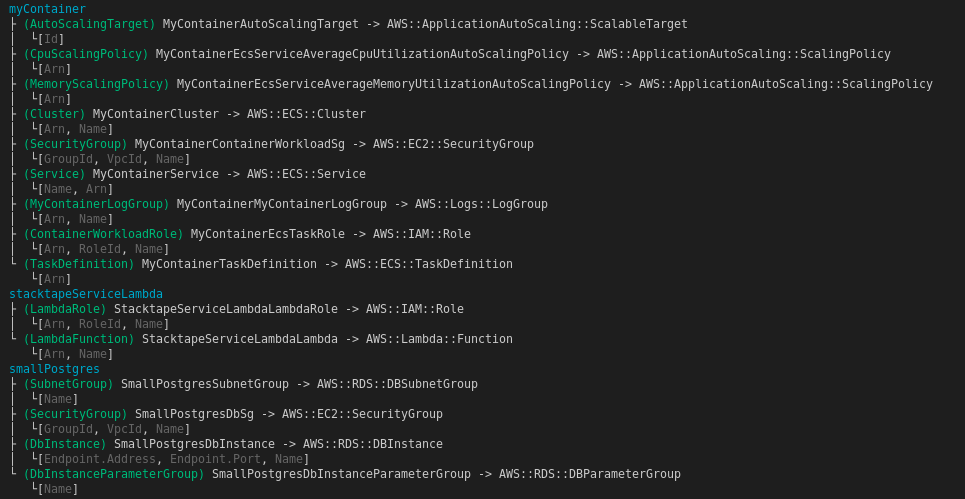 myContainer
├ (AutoScalingTarget) MyContainerAutoScalingTarget -> AWS::ApplicationAutoScaling::ScalableTarget
│  └[Id]
├ (CpuScalingPolicy) MyContainerEcsServiceAverageCpuUtilizationAutoScalingPolicy -> AWS::ApplicationAutoScaling::ScalingPolicy
│  └[Arn]
├ (MemoryScalingPolicy) MyContainerEcsServiceAverageMemoryUtilizationAutoScalingPolicy -> AWS::ApplicationAutoScaling::ScalingPolicy
│  └[Arn]
├ (Cluster) MyContainerCluster -> AWS::ECS::Cluster
│  └[Arn, Name]
├ (SecurityGroup) MyContainerContainerWorkloadSg -> AWS::EC2::SecurityGroup
│  └[GroupId, VpcId, Name]
├ (Service) MyContainerService -> AWS::ECS::Service
│  └[Name, Arn]
├ (MyContainerLogGroup) MyContainerMyContainerLogGroup -> AWS::Logs::LogGroup
│  └[Arn, Name]
├ (ContainerWorkloadRole) MyContainerEcsTaskRole -> AWS::IAM::Role
│  └[Arn, RoleId, Name]
└ (TaskDefinition) MyContainerTaskDefinition -> AWS::ECS::TaskDefinition
   └[Arn]
stacktapeServiceLambda
├ (LambdaRole) StacktapeServiceLambdaLambdaRole -> AWS::IAM::Role
│  └[Arn, RoleId, Name]
└ (LambdaFunction) StacktapeServiceLambdaLambda -> AWS::Lambda::Function
   └[Arn, Name]
smallPostgres
├ (SubnetGroup) SmallPostgresSubnetGroup -> AWS::RDS::DBSubnetGroup
│  └[Name]
├ (SecurityGroup) SmallPostgresDbSg -> AWS::EC2::SecurityGroup
│  └[GroupId, VpcId, Name]
├ (DbInstance) SmallPostgresDbInstance -> AWS::RDS::DBInstance
│  └[Endpoint.Address, Endpoint.Port, Name]
└ (DbInstanceParameterGroup) SmallPostgresDbInstanceParameterGroup -> AWS::RDS::DBParameterGroup
   └[Name]